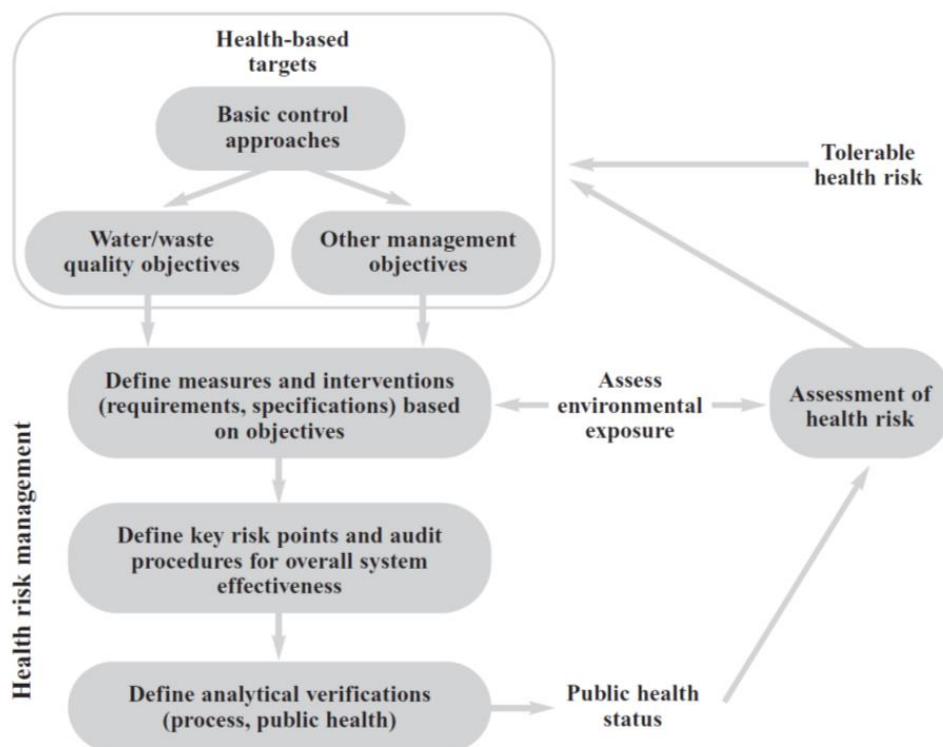 Health-based
targets
Basic control
approaches
Tolerable
health risk
Water/waste
quality objectives
Other management
objectives
Define measures and interventions
(requirements, specifications) based
on objectives
Assess
environmental
exposure
Assessment of
health risk
Health risk management
Define key risk points and audit
procedures for overall system
effectiveness
Define analytical verifications
(process, public health)
Public health
status